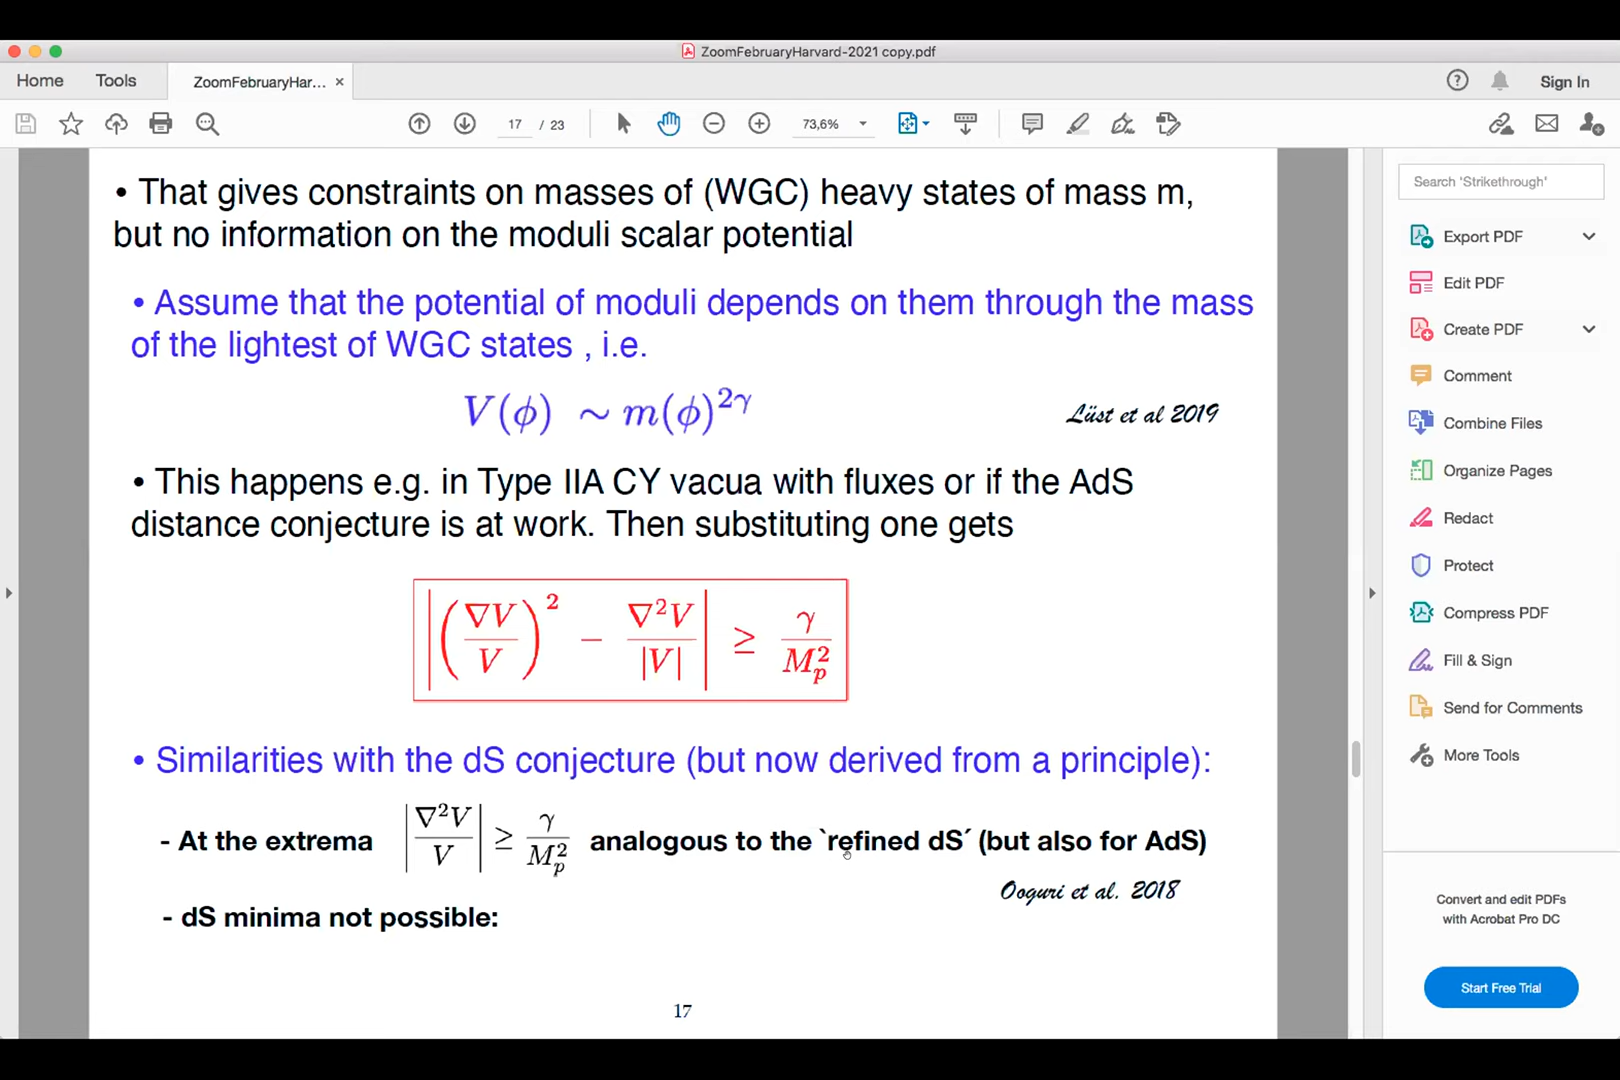 ZoomFebruaryHarvard-2021 copy.pdf
Home Tools ZoomFebruaryHar... × Sign In
17 / 23 73,6%
• That gives constraints on masses of (WGC) heavy states of mass m,
but no information on the moduli scalar potential
• Assume that the potential of moduli depends on them through the mass
of the lightest of WGC states , i.e.
V(ϕ) ∼ m(ϕ)^{2γ}
Lüst et al 2019
• This happens e.g. in Type IIA CY vacua with fluxes or if the AdS
distance conjecture is at work. Then substituting one gets
|(∇V/V)^2 − ∇²V/|V|| ≥ γ/M_p^2
• Similarities with the dS conjecture (but now derived from a principle):
- At the extrema |∇²V/V| ≥ γ/M_p^2 analogous to the `refined dS´ (but also for AdS)
Ooguri et al. 2018
- dS minima not possible:
17
Search 'Strikethrough'
Export PDF
Edit PDF
Create PDF
Comment
Combine Files
Organize Pages
Redact
Protect
Compress PDF
Fill & Sign
Send for Comments
More Tools
Convert and edit PDFs
with Acrobat Pro DC
Start Free Trial